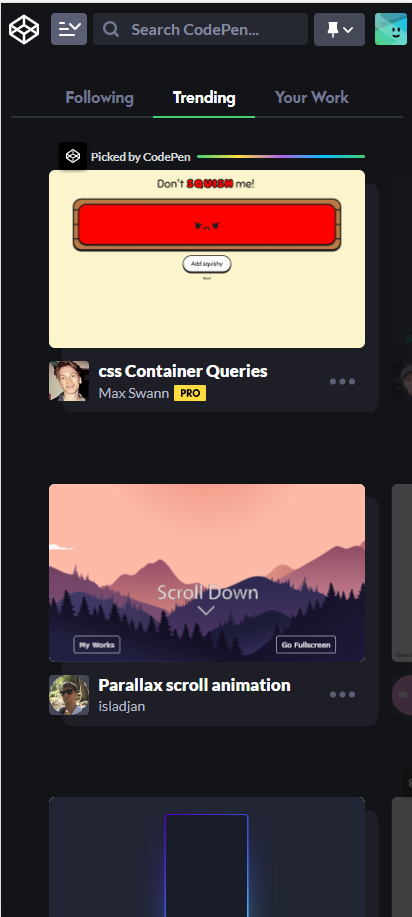 Search CodePen...
Following Trending Your Work
Picked by CodePen
Don't SQUISH me!
Add squishy
css Container Queries
Max Swann PRO
Scroll Down
My Works Go Fullscreen
Parallax scroll animation
isladjan